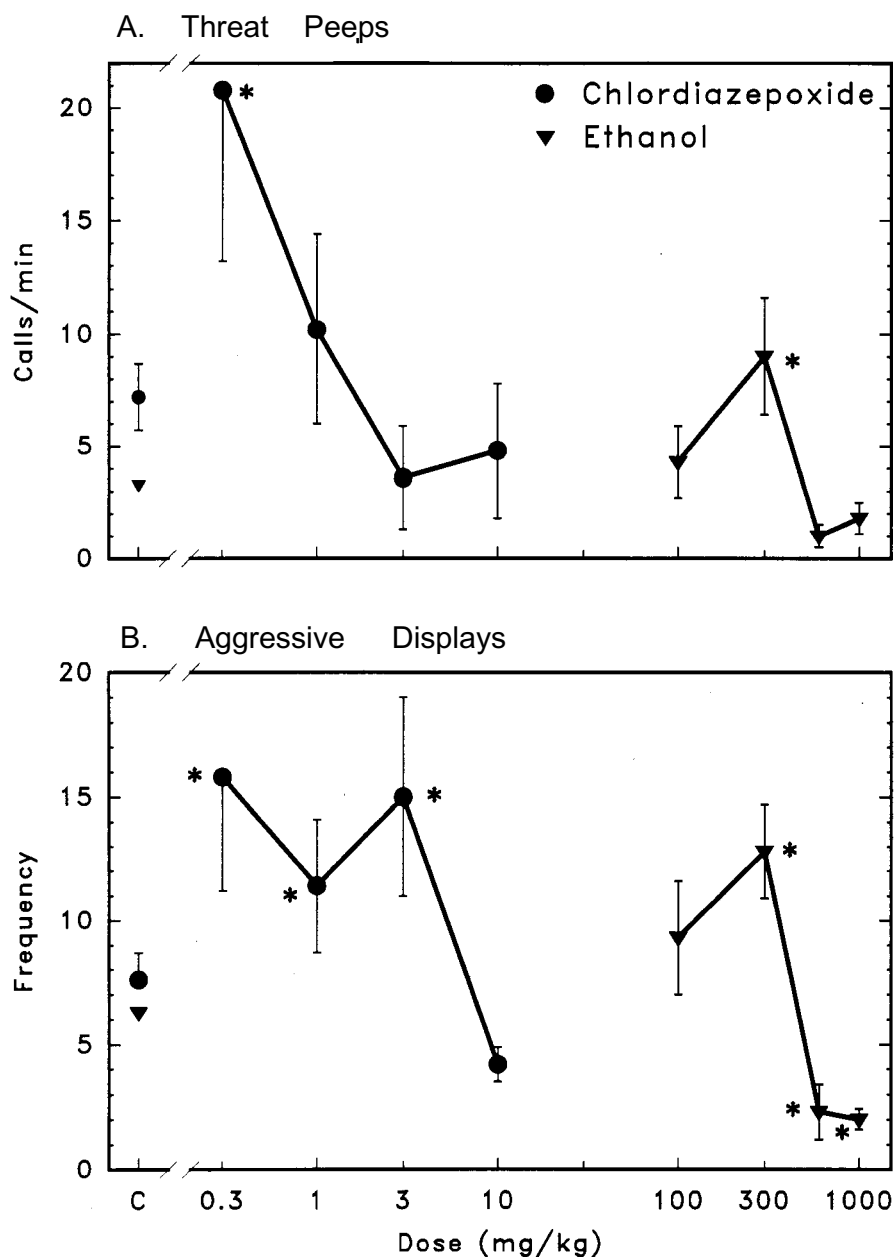 A. Threat Peeps
20
15
10
5
0
Calls/min
● Chlordiazepoxide
▼ Ethanol
*
*
B. Aggressive Displays
20
15
10
5
0
Frequency
*
*
*
*
*
*
C 0.3 1 3 10 100 300 1000
Dose (mg/kg)